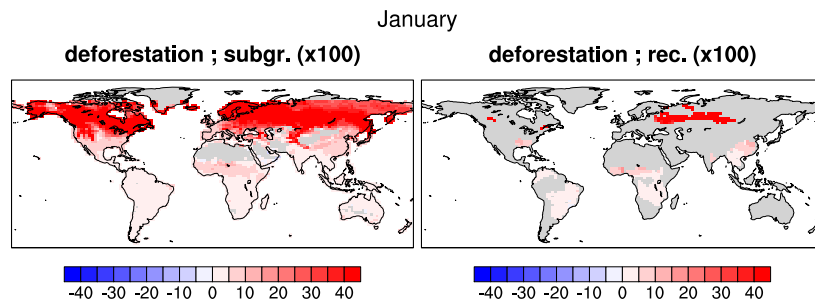 January
deforestation ; subgr. (x100)
deforestation ; rec. (x100)
-40 -30 -20 -10 0 10 20 30 40
-40 -30 -20 -10 0 10 20 30 40